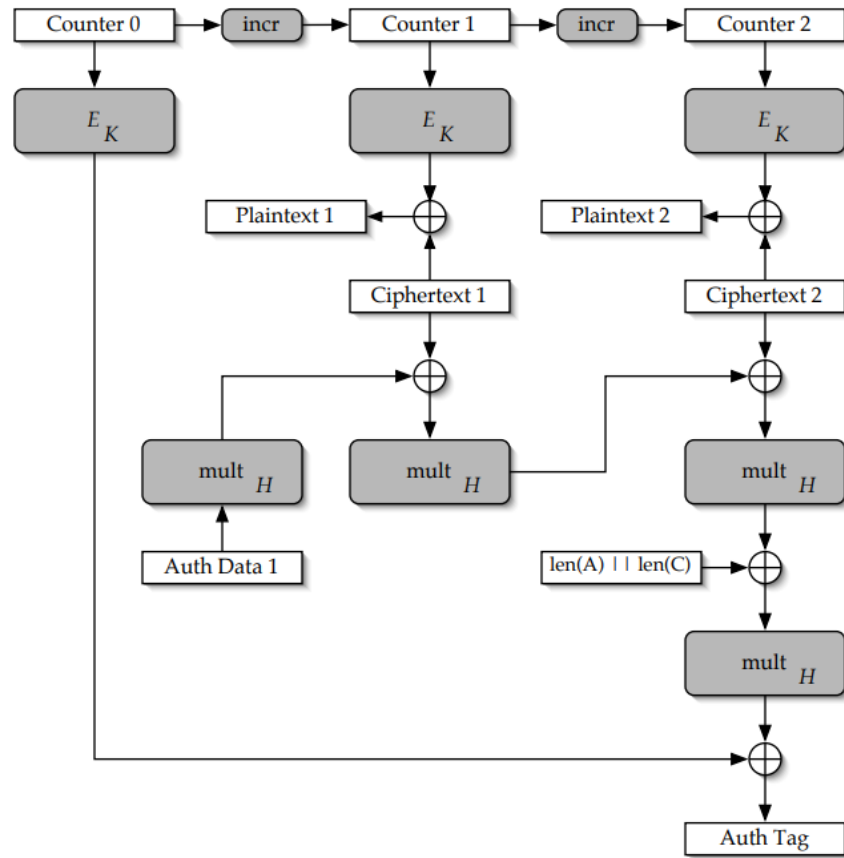 Counter 0
incr
Counter 1
incr
Counter 2
E K
E K
E K
Plaintext 1
Plaintext 2
Ciphertext 1
Ciphertext 2
mult H
mult H
mult H
Auth Data 1
len(A) || len(C)
mult H
Auth Tag